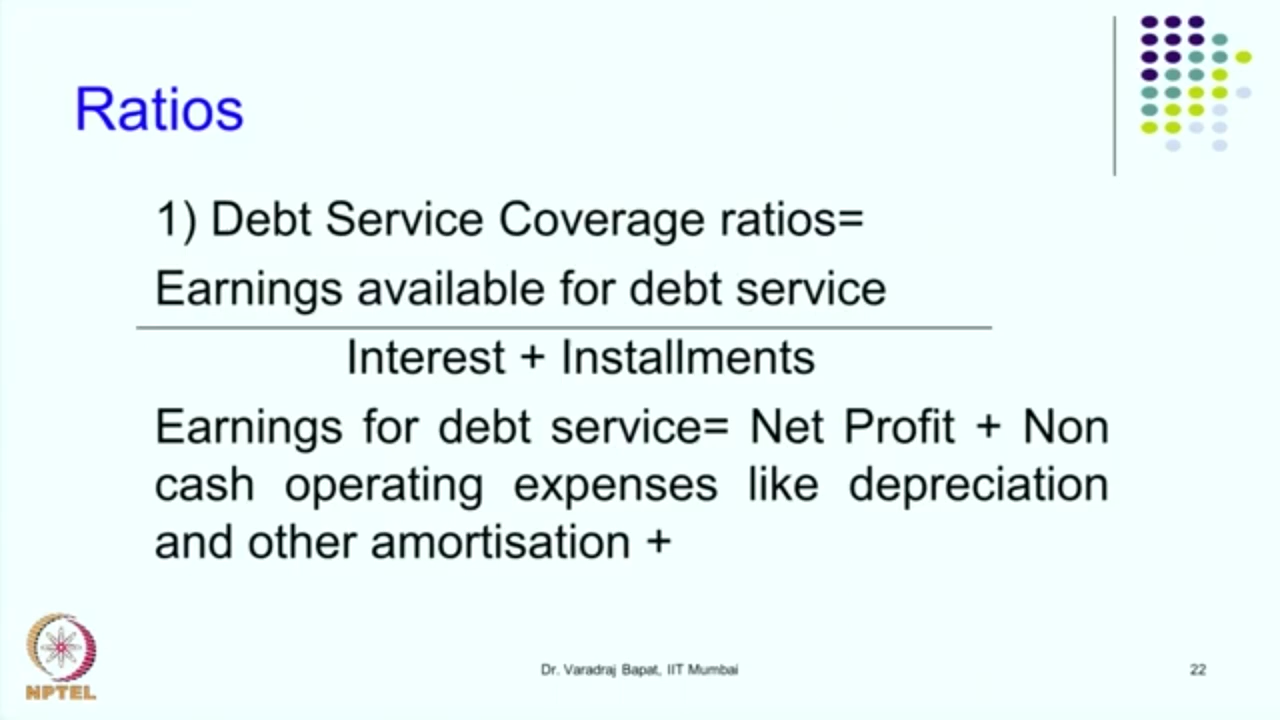 Ratios
1) Debt Service Coverage ratios=
Earnings available for debt service
Interest + Installments
Earnings for debt service= Net Profit + Non
cash operating expenses like depreciation
and other amortisation +
NPTEL
Dr. Varadraj Bapat, IIT Mumbai
22